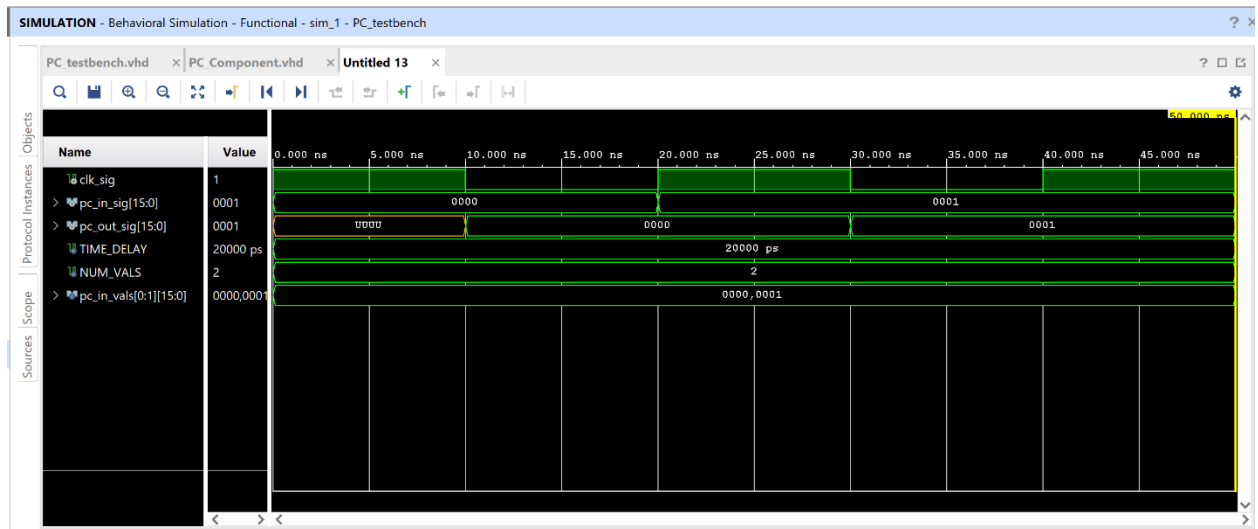 SIMULATION - Behavioral Simulation - Functional - sim_1 - PC_testbench ? ×
PC_testbench.vhd × PC_Component.vhd × Untitled 13 × ?
Objects
Protocol Instances
Scope
Sources
50.000 ns
Name Value 0.000 ns 5.000 ns 10.000 ns 15.000 ns 20.000 ns 25.000 ns 30.000 ns 35.000 ns 40.000 ns 45.000 ns
clk_sig 1
> pc_in_sig[15:0] 0001 0000 0001
> pc_out_sig[15:0] 0001 UUUU 0000 0001
TIME_DELAY 20000 ps 20000 ps
NUM_VALS 2 2
> pc_in_vals[0:1][15:0] 0000,0001 0000,0001